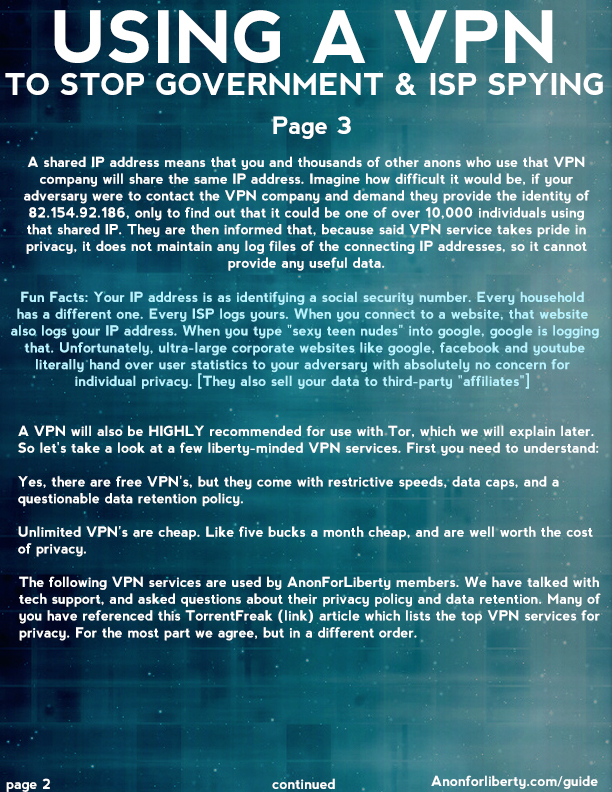 USING A VPN
TO STOP GOVERNMENT & ISP SPYING
Page 3
A shared IP address means that you and thousands of other anons who use that VPN
company will share the same IP address. Imagine how difficult it would be, if your
adversary were to contact the VPN company and demand they provide the identity of
82.154.92.186, only to find out that it could be one of over 10,000 individuals using
that shared IP. They are then informed that, because said VPN service takes pride in
privacy, it does not maintain any log files of the connecting IP addresses, so it cannot
provide any useful data.
Fun Facts: Your IP address is as identifying a social security number. Every household
has a different one. Every ISP logs yours. When you connect to a website, that website
also logs your IP address. When you type "sexy teen nudes" into google, google is logging
that. Unfortunately, ultra-large corporate websites like google, facebook and youtube
literally hand over user statistics to your adversary with absolutely no concern for
individual privacy. [They also sell your data to third-party "affiliates"]
A VPN will also be HIGHLY recommended for use with Tor, which we will explain later.
So let's take a look at a few liberty-minded VPN services. First you need to understand:
Yes, there are free VPN's, but they come with restrictive speeds, data caps, and a
questionable data retention policy.
Unlimited VPN's are cheap. Like five bucks a month cheap, and are well worth the cost
of privacy.
The following VPN services are used by AnonForLiberty members. We have talked with
tech support, and asked questions about their privacy policy and data retention. Many of
you have referenced this TorrentFreak (link) article which lists the top VPN services for
privacy. For the most part we agree, but in a different order.
page 2
continued
Anonforliberty.com/guide